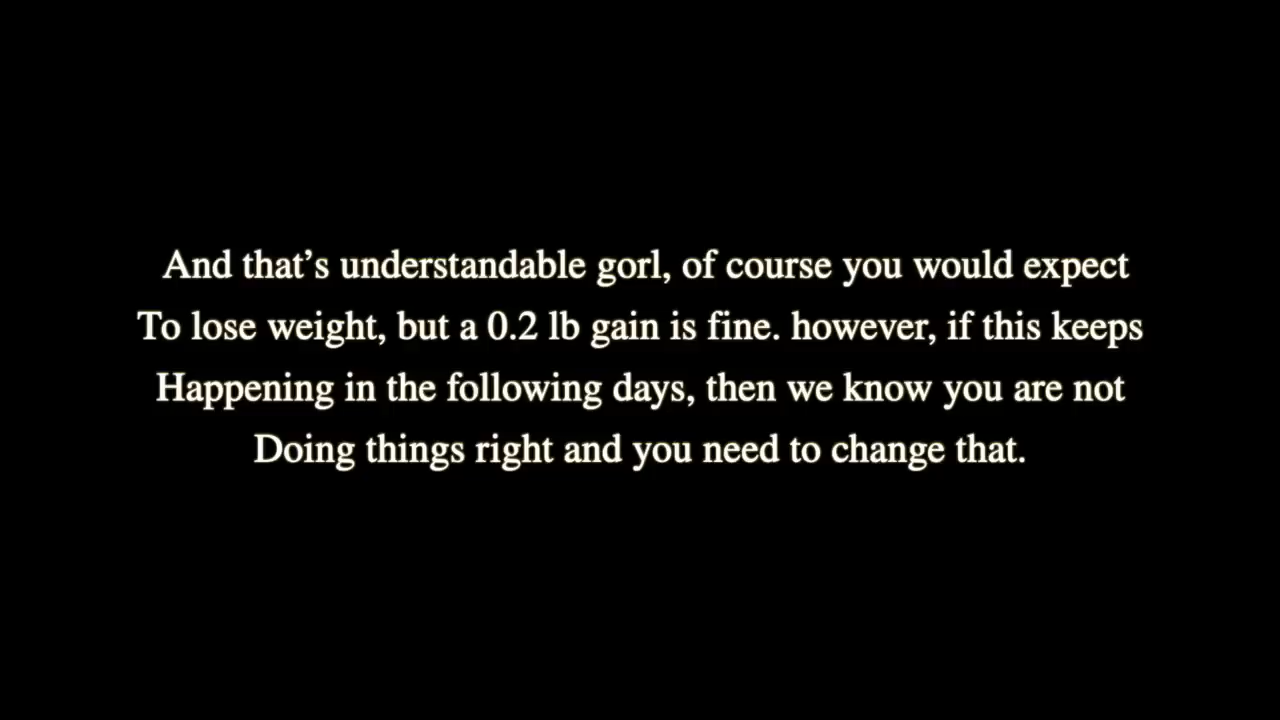 And that’s understandable gorl, of course you would expect
To lose weight, but a 0.2 lb gain is fine. however, if this keeps
Happening in the following days, then we know you are not
Doing things right and you need to change that.